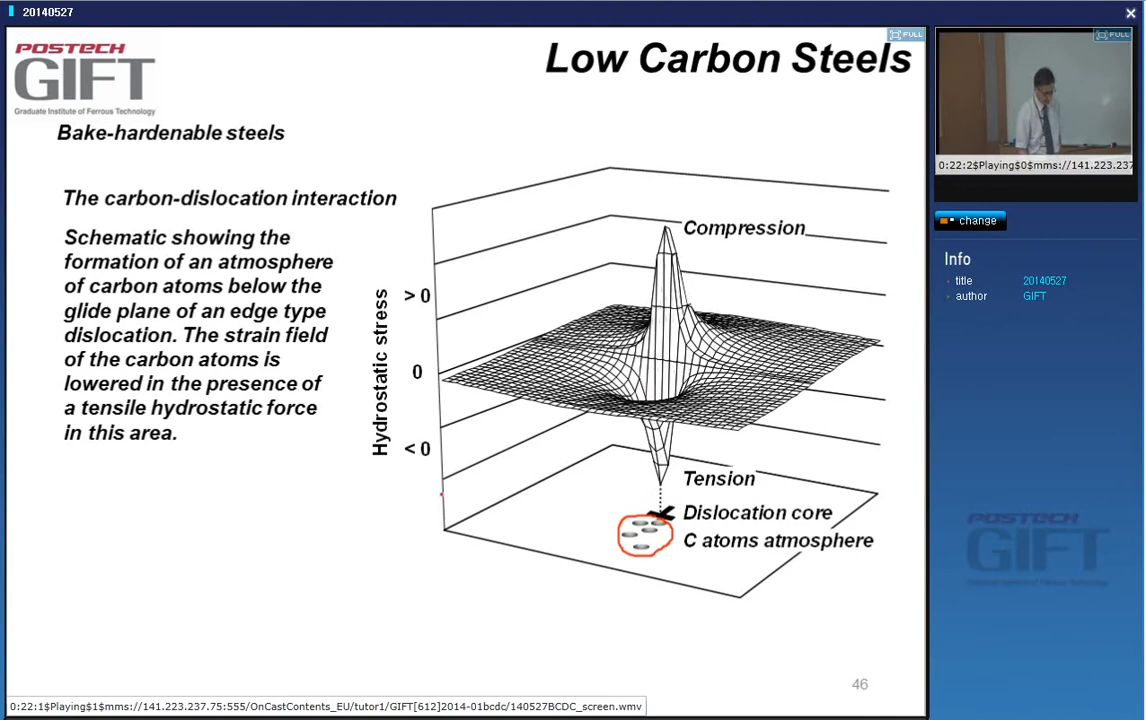 20140527
FULL
FULL
POSTECH
GIFT
Graduate Institute of Ferrous Technology
Low Carbon Steels
Bake-hardenable steels
The carbon-dislocation interaction
Schematic showing the
formation of an atmosphere
of carbon atoms below the
glide plane of an edge type
dislocation. The strain field
of the carbon atoms is
lowered in the presence of
a tensile hydrostatic force
in this area.
Hydrostatic stress
> 0
0
< 0
Compression
Tension
Dislocation core
C atoms atmosphere
46
0:22:1$Playing$1$mms://141.223.237.75:555/OnCastContents_EU/tutor1/GIFT[612]2014-01bcdc/140527BCDC_screen.wmv
0:22:2$Playing$0$mms://141.223.237
change
Info
title 20140527
author GIFT
POSTECH
GIFT